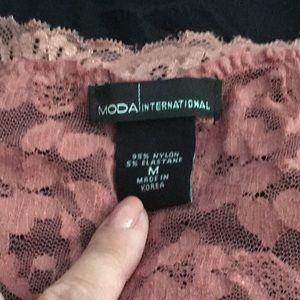 MODA INTERNATIONAL
95% NYLON
5% ELASTANE
M
MADE IN
KOREA